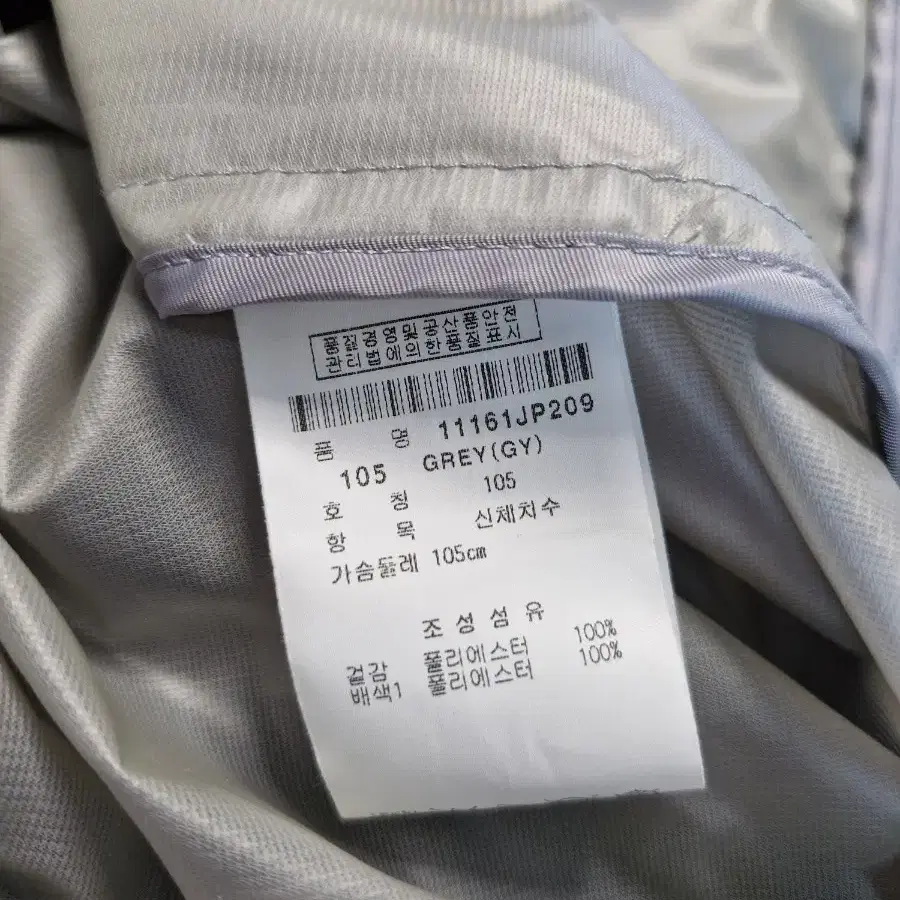 품질경영및공산품안전
관리법에의한품질표시
품 명 11161JP209
105 GREY(GY)
호 칭 105
항 목 신체치수
가슴둘레 105cm
조성섬유
겉감 폴리에스터 100%
배색1 폴리에스터 100%